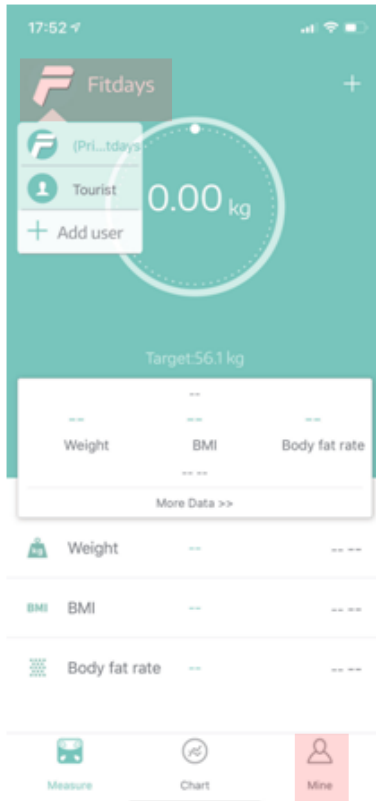 17:52
Fitdays
+
(Pri...tdays
Tourist
+ Add user
0.00 kg
Target:56.1 kg
--
-- -- --
Weight BMI Body fat rate
-- --
More Data >>
kg Weight -- -- --
BMI BMI -- -- --
Body fat rate -- -- --
Measure Chart Mine